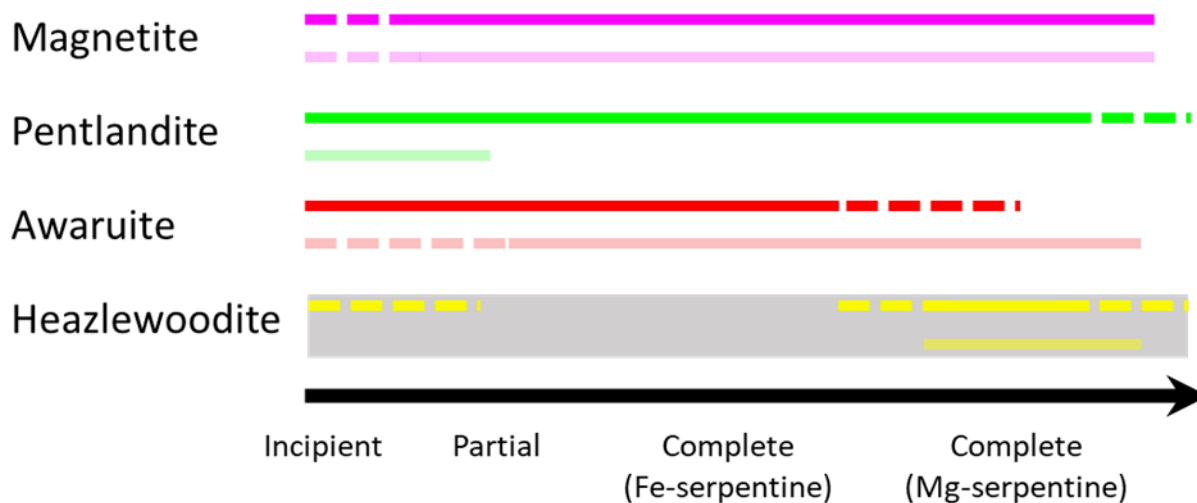 Magnetite
Pentlandite
Awaruite
Heazlewoodite
Incipient
Partial
Complete
(Fe-serpentine)
Complete
(Mg-serpentine)